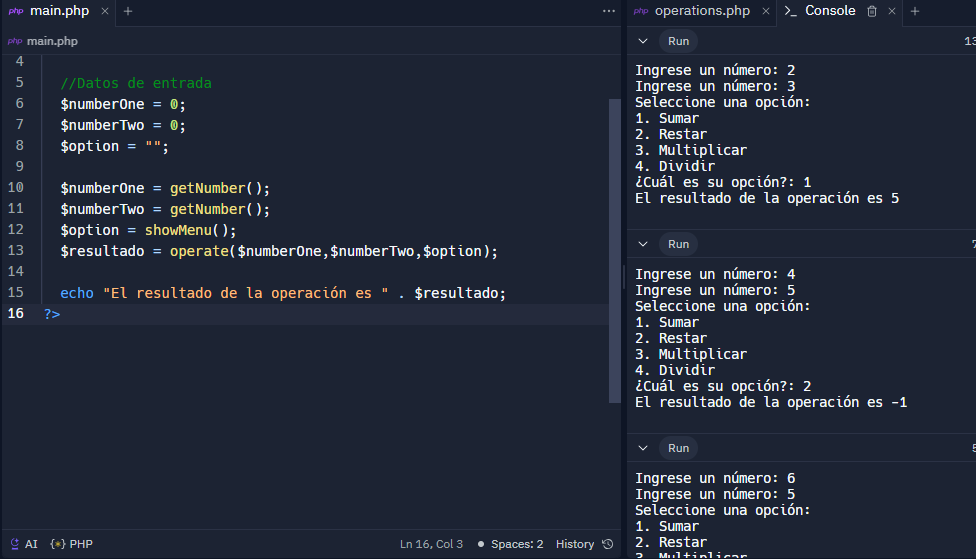 php main.php × +
php main.php
4
5 //Datos de entrada
6 $numberOne = 0;
7 $numberTwo = 0;
8 $option = "";
9
10 $numberOne = getNumber();
11 $numberTwo = getNumber();
12 $option = showMenu();
13 $resultado = operate($numberOne,$numberTwo,$option);
14
15 echo "El resultado de la operación es " . $resultado;
16 ?>
AI {*} PHP Ln 16, Col 3 ● Spaces: 2 History
php operations.php × >_ Console × +
Run 13
Ingrese un número: 2
Ingrese un número: 3
Seleccione una opción:
1. Sumar
2. Restar
3. Multiplicar
4. Dividir
¿Cuál es su opción?: 1
El resultado de la operación es 5
Run
Ingrese un número: 4
Ingrese un número: 5
Seleccione una opción:
1. Sumar
2. Restar
3. Multiplicar
4. Dividir
¿Cuál es su opción?: 2
El resultado de la operación es -1
Run
Ingrese un número: 6
Ingrese un número: 5
Seleccione una opción:
1. Sumar
2. Restar
3. Multiplicar